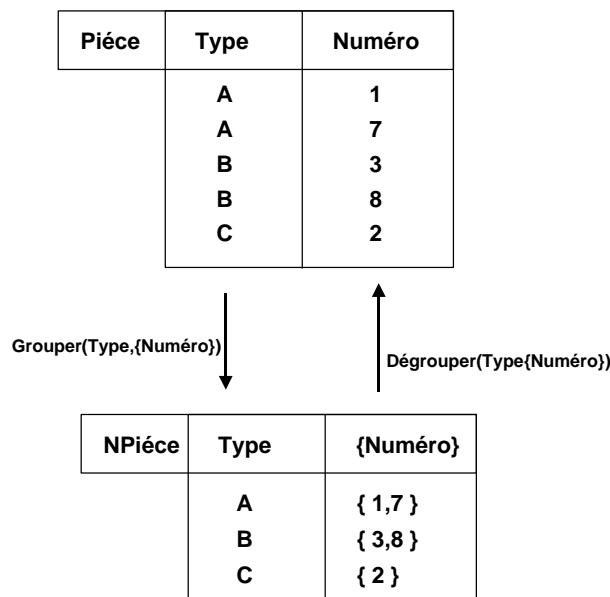 Piéce Type Numéro
A 1
A 7
B 3
B 8
C 2
Grouper(Type,{Numéro})
Dégrouper(Type{Numéro})
NPiéce Type {Numéro}
A { 1,7 }
B { 3,8 }
C { 2 }